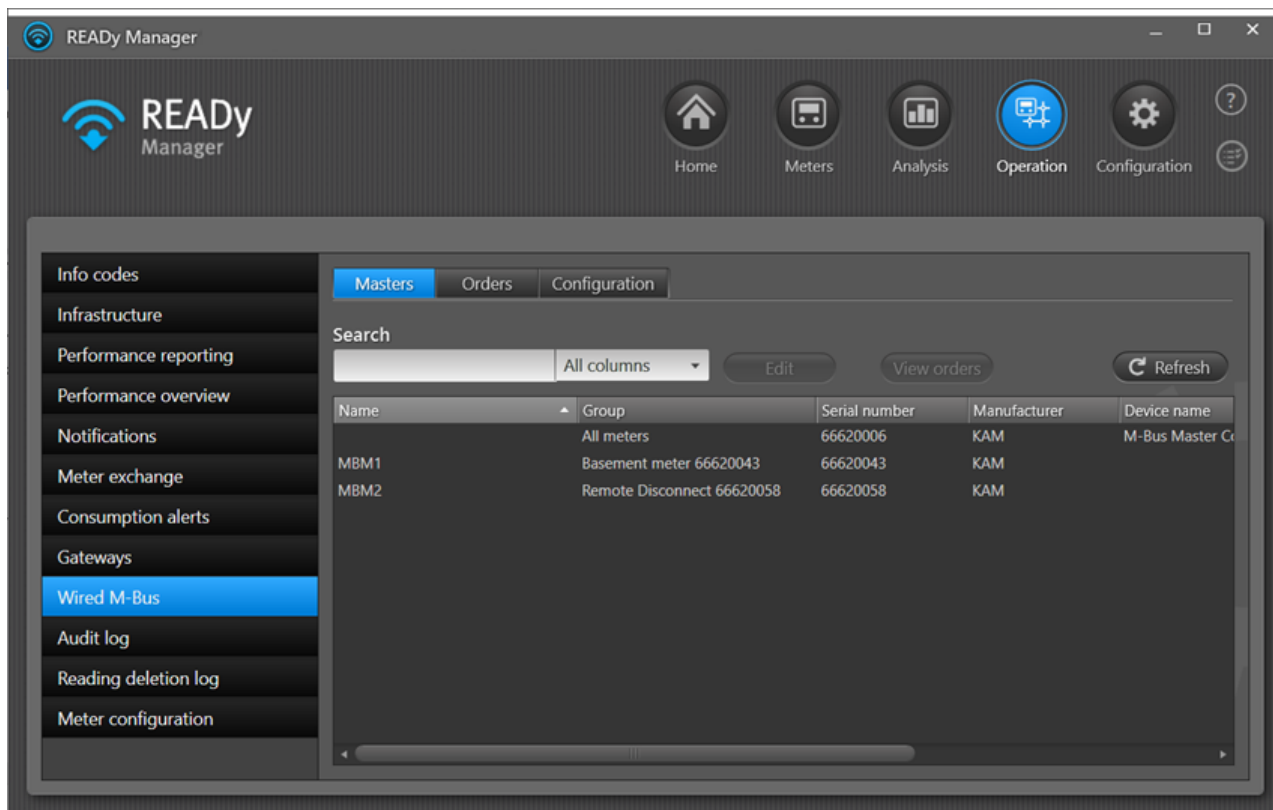 READy Manager
READy
Manager
Home Meters Analysis Operation Configuration
Info codes
Infrastructure
Performance reporting
Performance overview
Notifications
Meter exchange
Consumption alerts
Gateways
Wired M-Bus
Audit log
Reading deletion log
Meter configuration
Masters Orders Configuration
Search
All columns Edit View orders Refresh
Name Group Serial number Manufacturer Device name
All meters 66620006 KAM M-Bus Master
MBM1 Basement meter 66620043 66620043 KAM
MBM2 Remote Disconnect 66620058 66620058 KAM